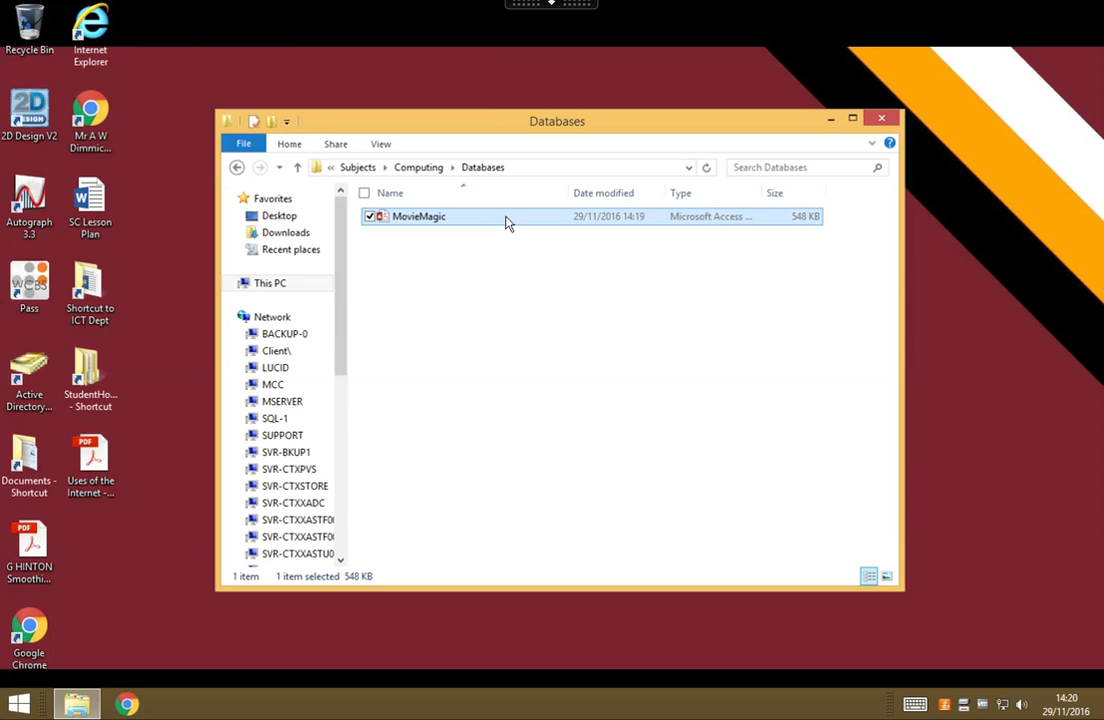 Recycle Bin
Internet
Explorer
2D Design V2
Mr A W
Dimmic...
Autograph
3.3
SC Lesson
Plan
WCBS
Pass
Shortcut to
ICT Dept
Active
Directory...
StudentHo...
- Shortcut
Documents -
Shortcut
PDF
Uses of the
Internet -...
PDF
G HINTON
Smoothi...
Google
Chrome
Databases
File
Home
Share
View
« Subjects
Computing
Databases
Search Databases
Name
Date modified
Type
Size
MovieMagic
29/11/2016 14:19
Microsoft Access ...
548 KB
Favorites
Desktop
Downloads
Recent places
This PC
Network
BACKUP-0
Client\
LUCID
MCC
MSERVER
SQL-1
SUPPORT
SVR-BKUP1
SVR-CTXPVS
SVR-CTXSTORE
SVR-CTXXADC
SVR-CTXXASTF0
SVR-CTXXASTF0
SVR-CTXXASTU0
1 item
1 item selected 548 KB
14:20
29/11/2016